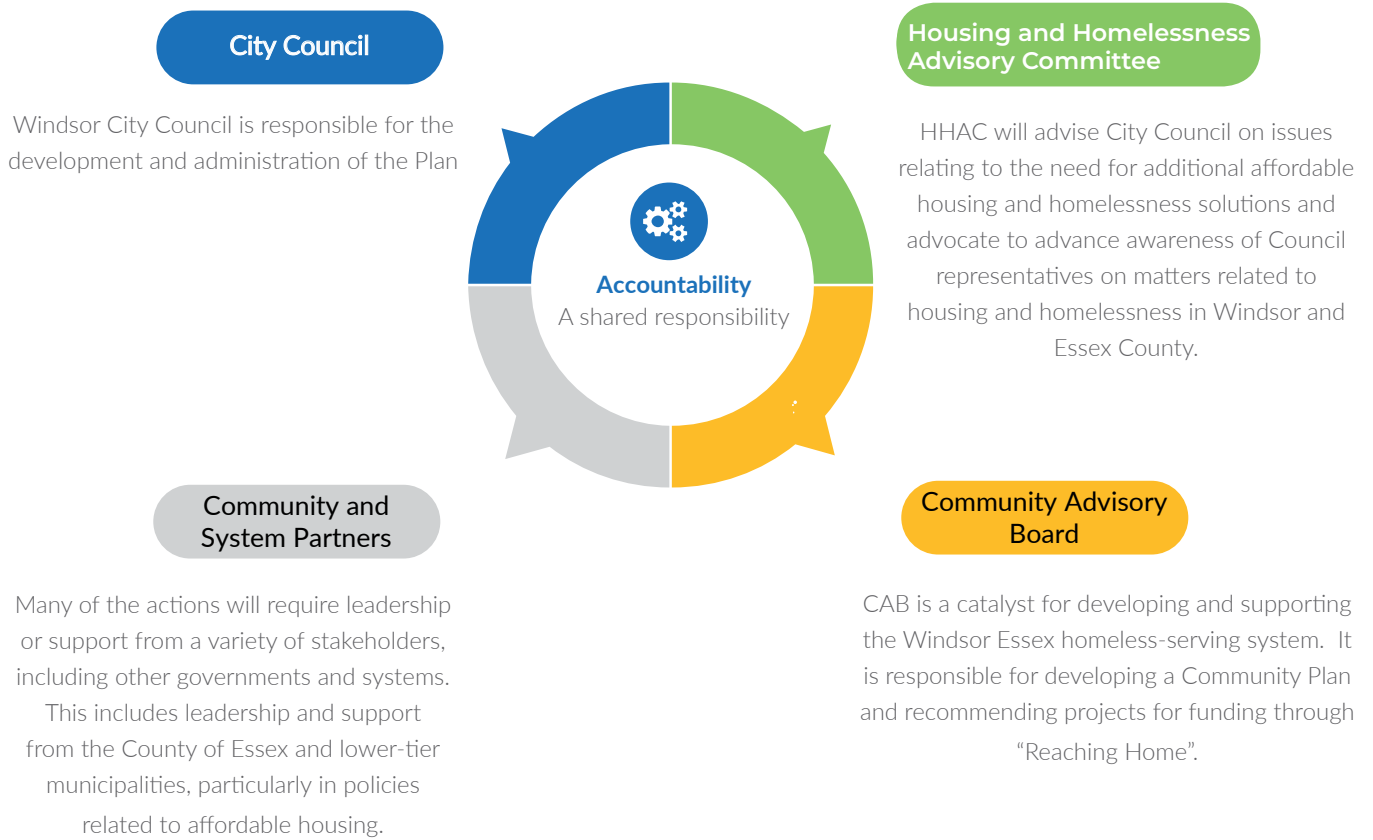 City Council
Windsor City Council is responsible for the
development and administration of the Plan
Housing and Homelessness
Advisory Committee
HHAC will advise City Council on issues
relating to the need for additional affordable
housing and homelessness solutions and
advocate to advance awareness of Council
representatives on matters related to
housing and homelessness in Windsor and
Essex County.
Accountability
A shared responsibility
Community and
System Partners
Many of the actions will require leadership
or support from a variety of stakeholders,
including other governments and systems.
This includes leadership and support
from the County of Essex and lower-tier
municipalities, particularly in policies
related to affordable housing.
Community Advisory
Board
CAB is a catalyst for developing and supporting
the Windsor Essex homeless-serving system.  It
is responsible for developing a Community Plan
and recommending projects for funding through
“Reaching Home”.